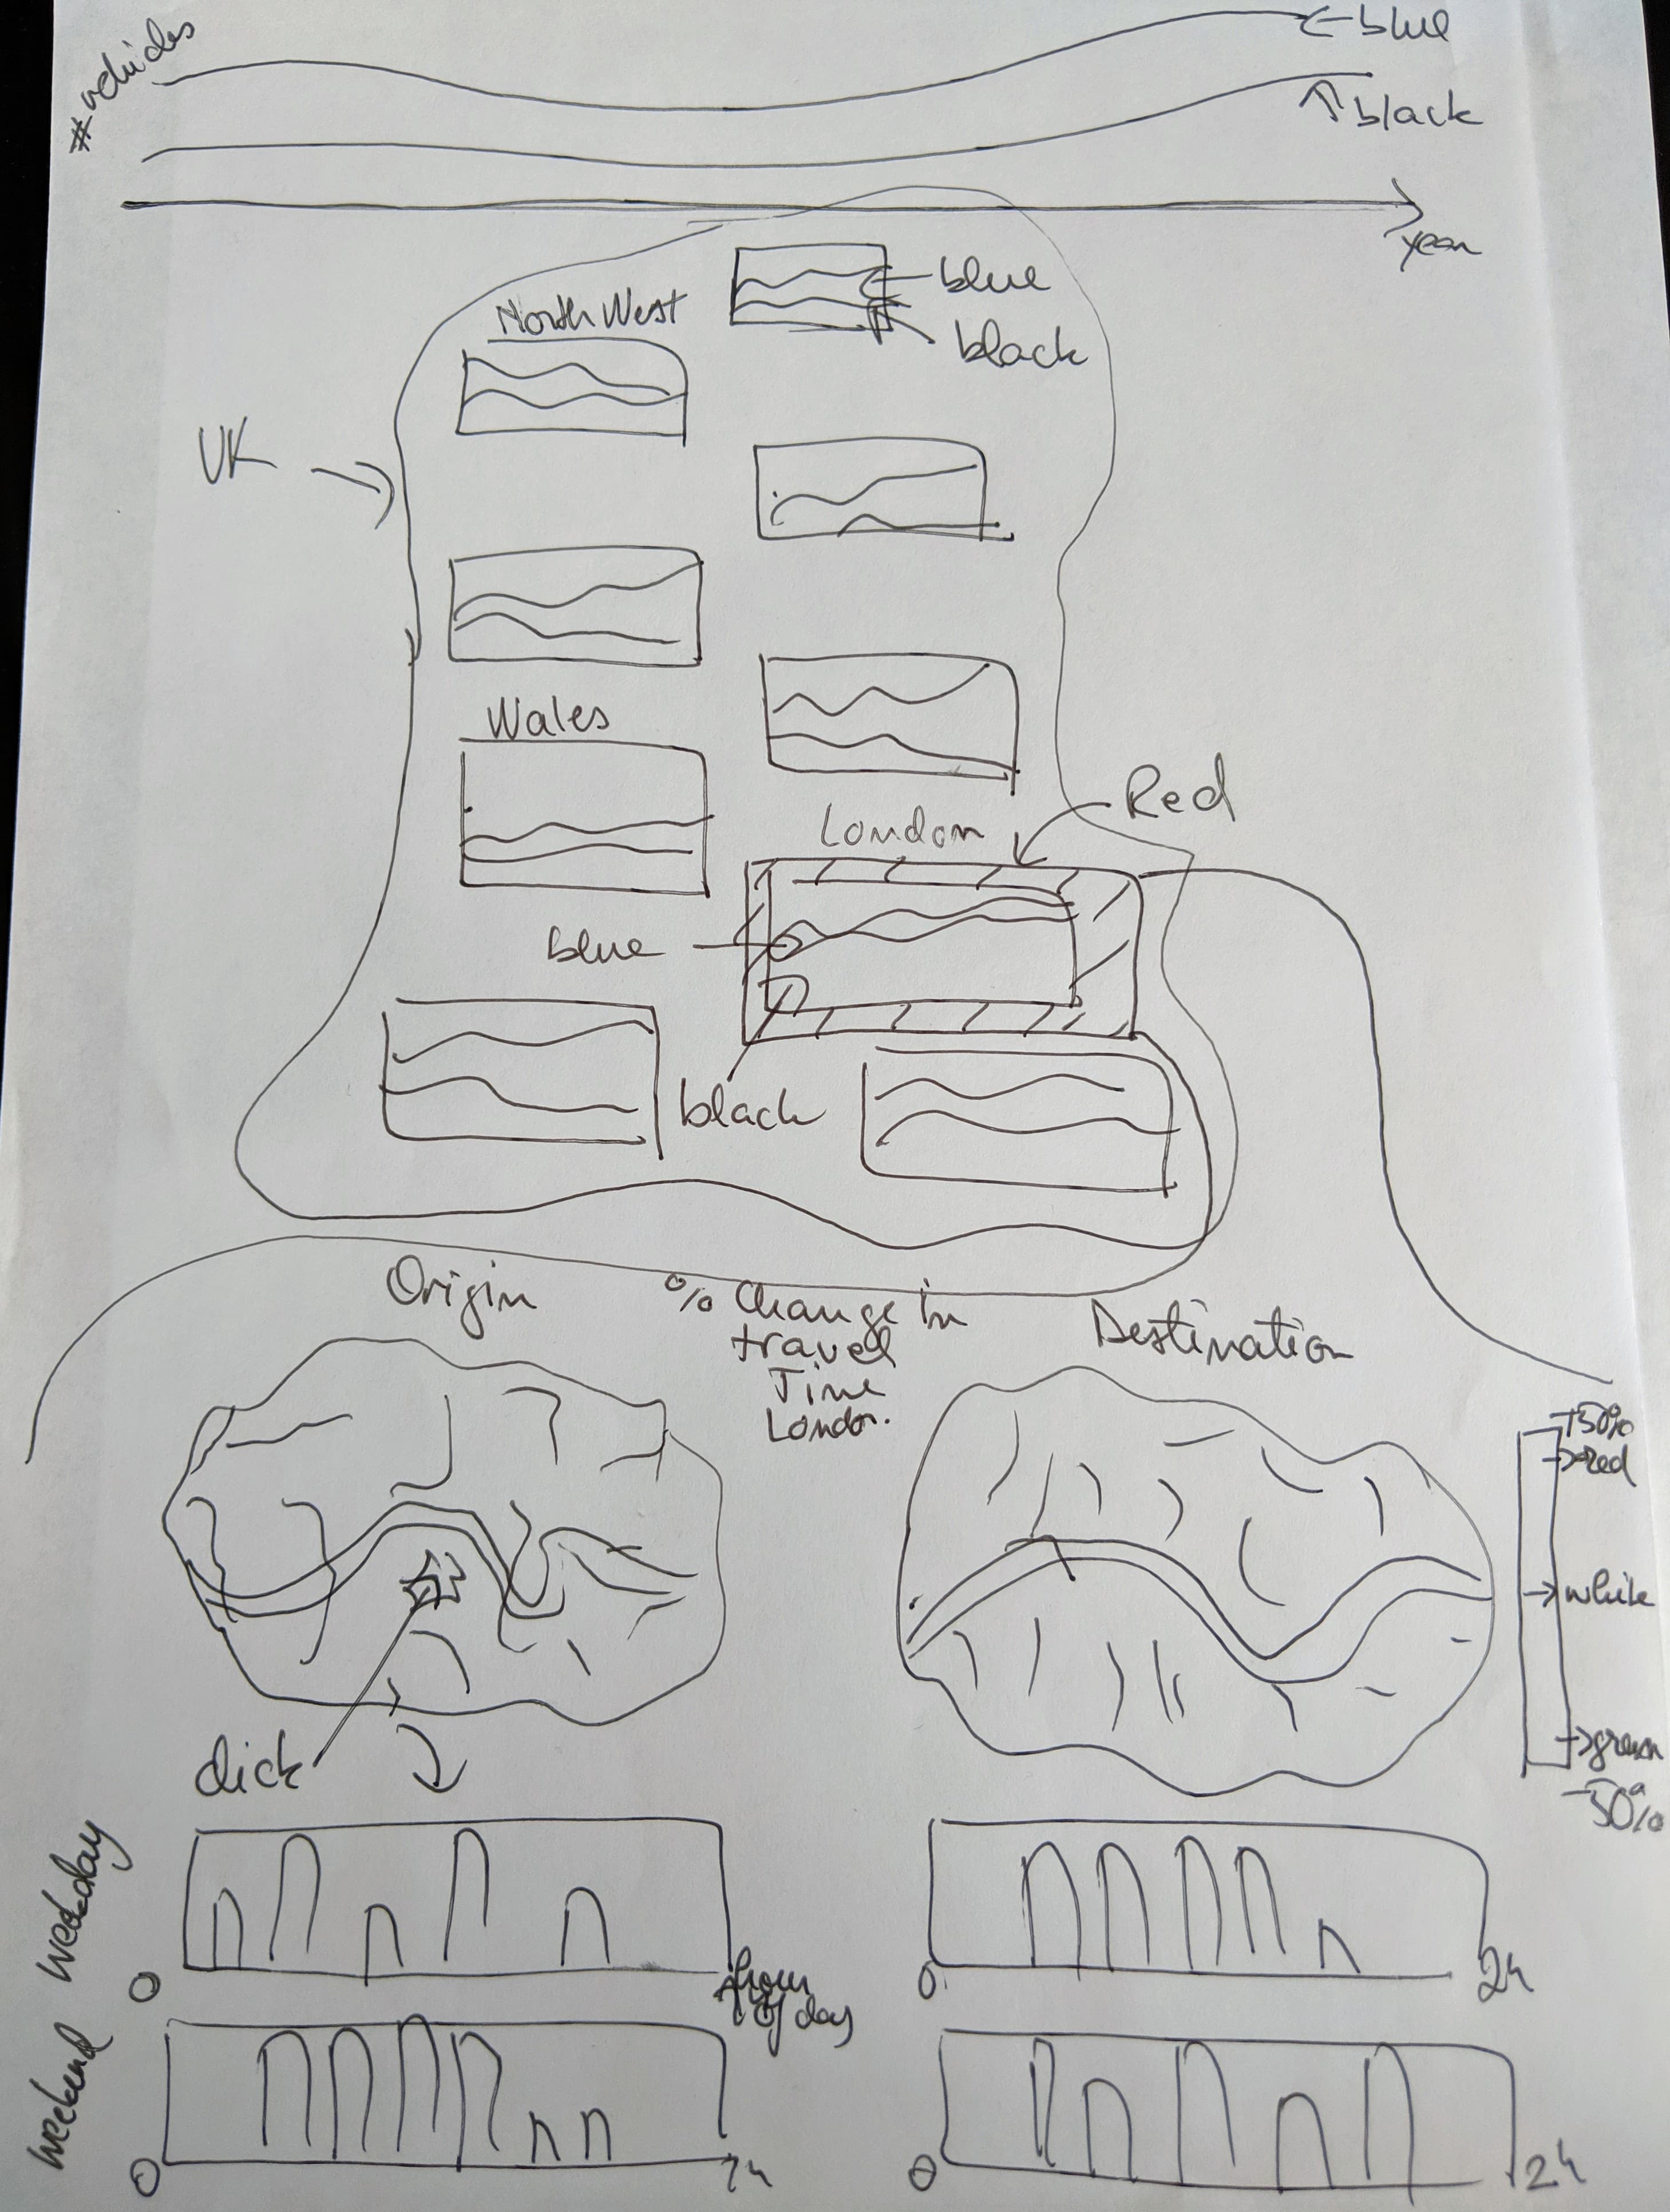 # vehicles
←blue
↑black
year
blue
North West
black
UK
Wales
Red
London
blue
black
Origin
% Change in
travel
Time
London.
Destination
+50%
→red
→white
click
→green
-50%
weekday
0
hour
of day
0
24
weekend
0
24
0
24